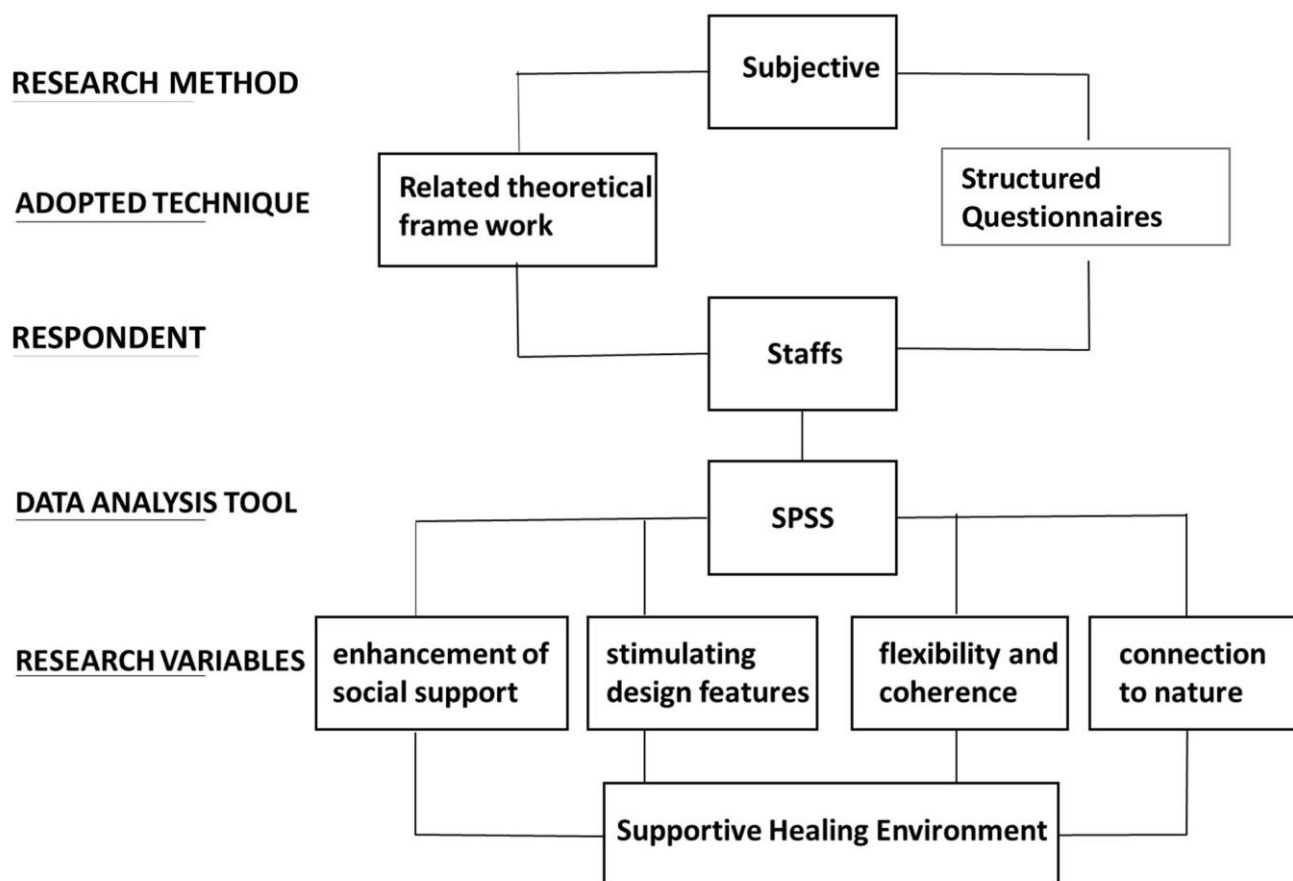 RESEARCH METHOD
Subjective
ADOPTED TECHNIQUE
Related theoretical
frame work
Structured
Questionnaires
RESPONDENT
Staffs
DATA ANALYSIS TOOL
SPSS
RESEARCH VARIABLES
enhancement of
social support
stimulating
design features
flexibility and
coherence
connection
to nature
Supportive Healing Environment